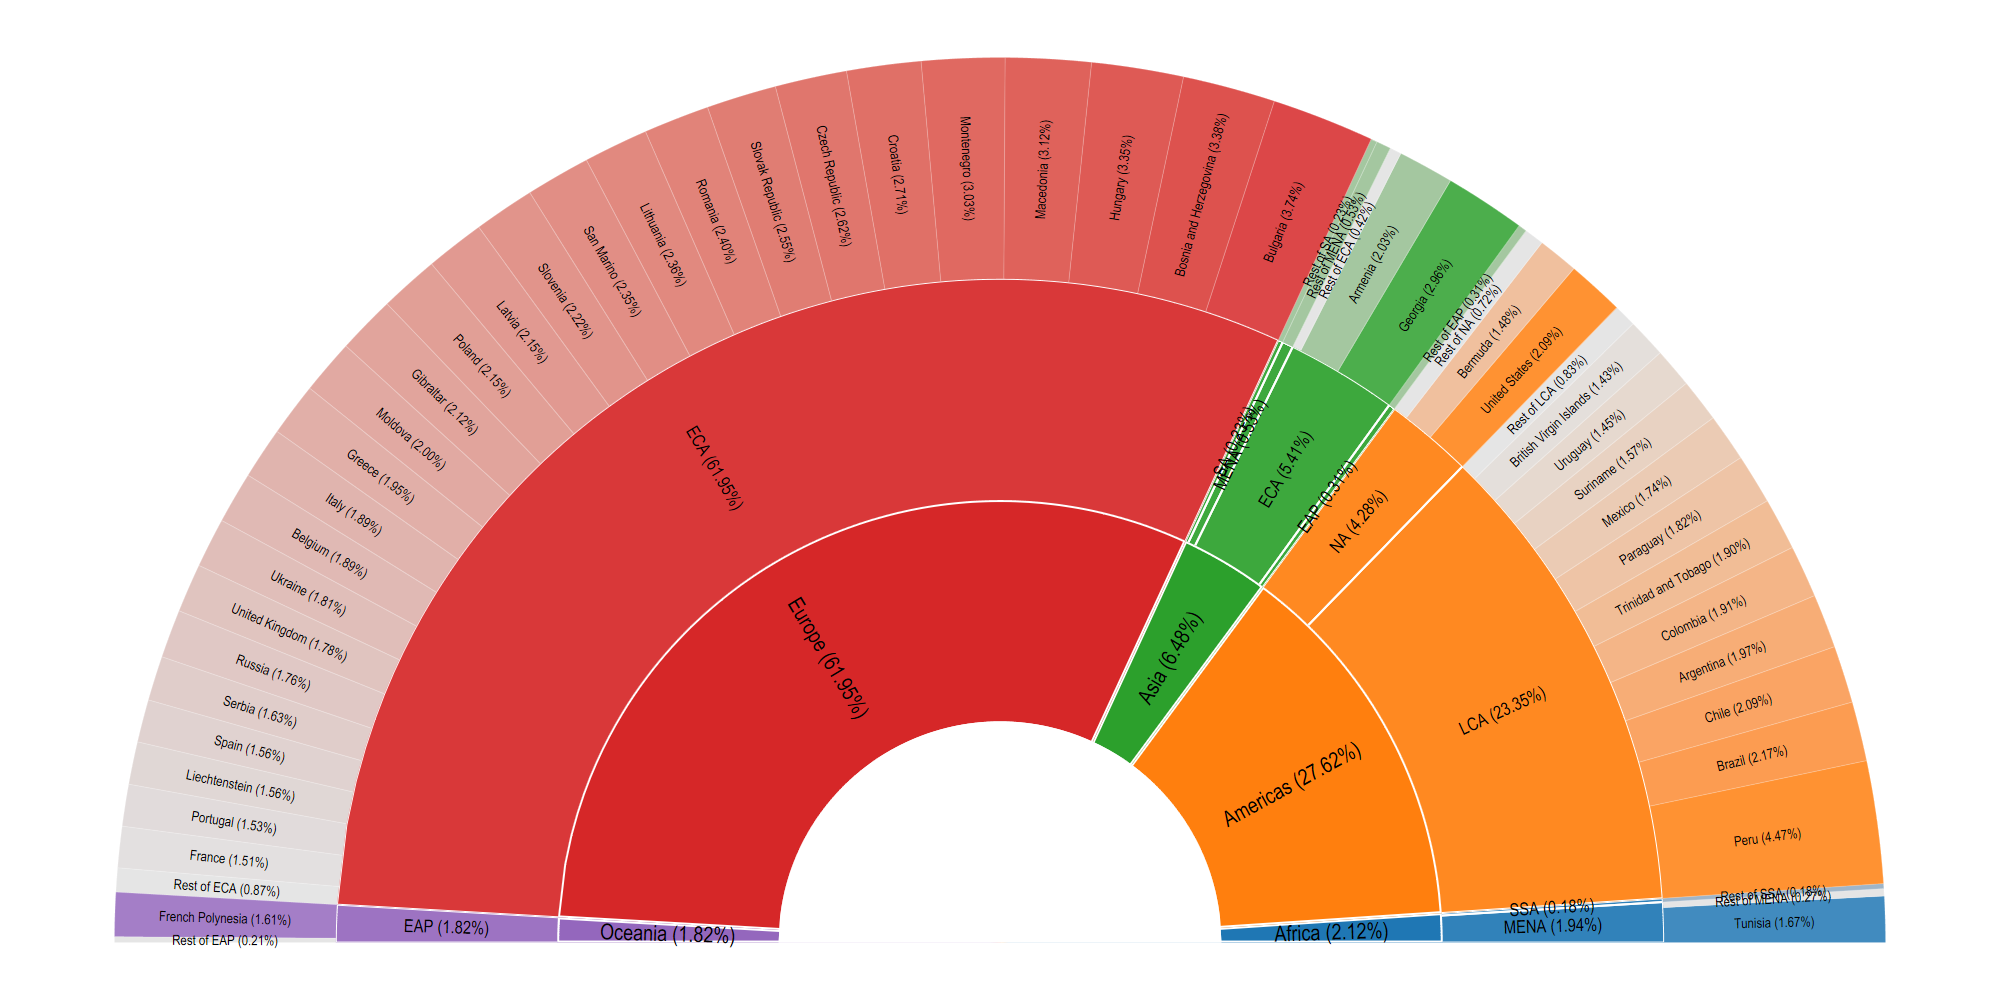 Europe (61.95%)
Asia (6.48%)
Americas (27.62%)
Africa (2.12%)
Oceania (1.82%)
ECA (61.95%)
SSA (0.23%)
MENA (0.53%)
ECA (5.41%)
EAP (0.31%)
NA (4.28%)
LCA (23.35%)
SSA (0.18%)
MENA (1.94%)
EAP (1.82%)
Rest of EAP (0.21%)
French Polynesia (1.61%)
Rest of ECA (0.87%)
France (1.51%)
Portugal (1.53%)
Liechtenstein (1.56%)
Spain (1.56%)
Serbia (1.63%)
Russia (1.76%)
United Kingdom (1.78%)
Ukraine (1.81%)
Belgium (1.89%)
Italy (1.89%)
Greece (1.95%)
Moldova (2.00%)
Gibraltar (2.12%)
Poland (2.15%)
Latvia (2.15%)
Slovenia (2.22%)
San Marino (2.35%)
Lithuania (2.36%)
Romania (2.40%)
Slovak Republic (2.55%)
Czech Republic (2.62%)
Croatia (2.71%)
Montenegro (3.03%)
Macedonia (3.12%)
Hungary (3.35%)
Bosnia and Herzegovina (3.38%)
Bulgaria (3.74%)
Rest of SSA (0.23%)
Rest of MENA (0.53%)
Rest of ECA (0.42%)
Armenia (2.03%)
Georgia (2.96%)
Rest of EAP (0.31%)
Rest of NA (0.72%)
Bermuda (1.48%)
United States (2.09%)
Rest of LCA (0.83%)
British Virgin Islands (1.43%)
Uruguay (1.45%)
Suriname (1.57%)
Mexico (1.74%)
Paraguay (1.82%)
Trinidad and Tobago (1.90%)
Colombia (1.91%)
Argentina (1.97%)
Chile (2.09%)
Brazil (2.17%)
Peru (4.47%)
Rest of SSA (0.18%)
Rest of MENA (0.27%)
Tunisia (1.67%)